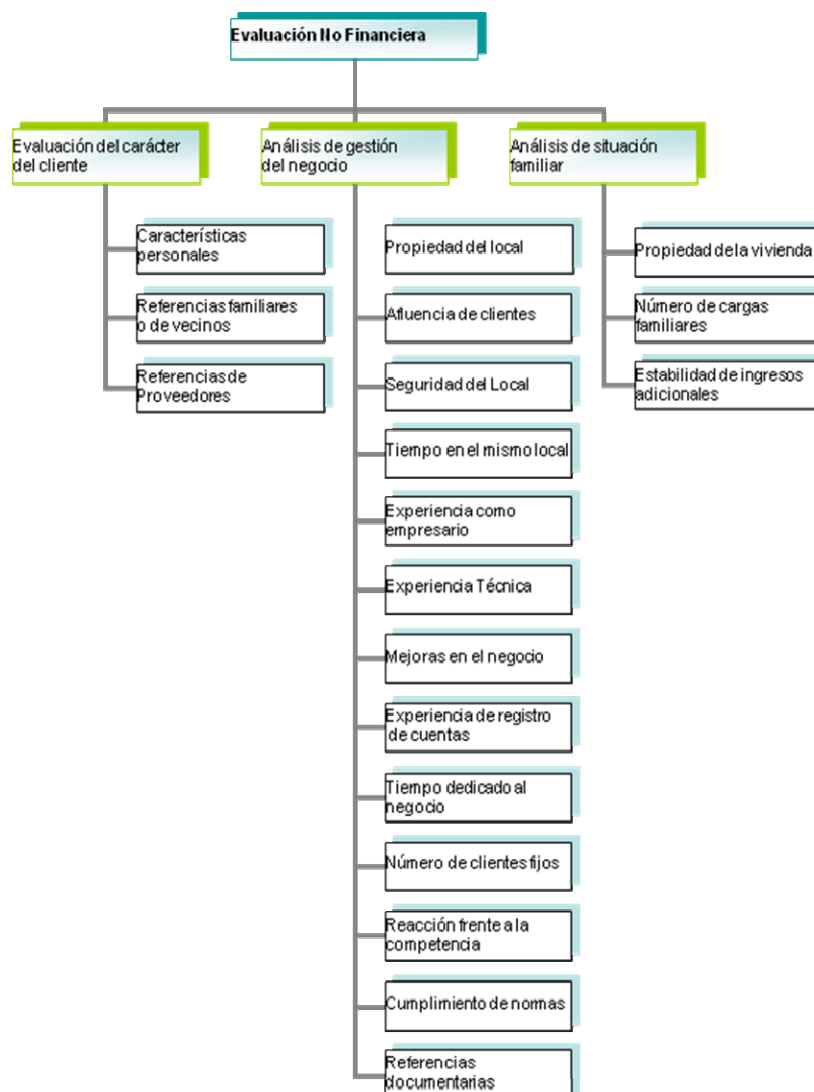 Evaluación No Financiera
Evaluación del carácter
del cliente
Características
personales
Referencias familiares
o de vecinos
Referencias de
Proveedores
Análisis de gestión
del negocio
Propiedad del local
Afluencia de clientes
Seguridad del Local
Tiempo en el mismo local
Experiencia como
empresario
Experiencia Técnica
Mejoras en el negocio
Experiencia de registro
de cuentas
Tiempo dedicado al
negocio
Número de clientes fijos
Reacción frente a la
competencia
Cumplimiento de normas
Referencias
documentarias
Análisis de situación
familiar
Propiedad de la vivienda
Número de cargas
familiares
Estabilidad de ingresos
adicionales